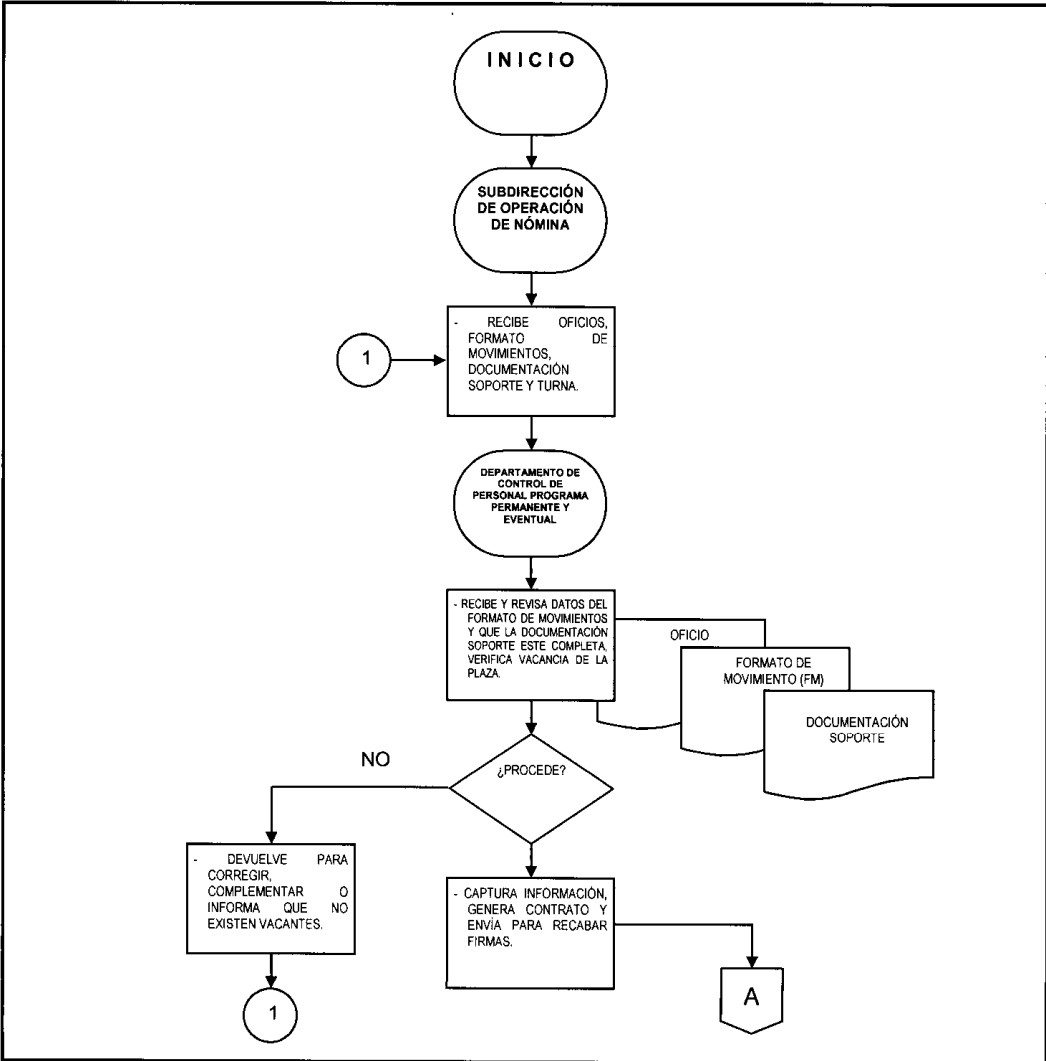 INICIO
SUBDIRECCIÓN
DE OPERACIÓN
DE NÓMINA
- RECIBE OFICIOS,
FORMATO DE
MOVIMIENTOS,
DOCUMENTACIÓN
SOPORTE Y TURNA.
1
DEPARTAMENTO DE
CONTROL DE
PERSONAL PROGRAMA
PERMANENTE Y
EVENTUAL
- RECIBE Y REVISA DATOS DEL
FORMATO DE MOVIMIENTOS
Y QUE LA DOCUMENTACIÓN
SOPORTE ESTE COMPLETA,
VERIFICA VACANCIA DE LA
PLAZA.
OFICIO
FORMATO DE
MOVIMIENTO (FM)
DOCUMENTACIÓN
SOPORTE
¿PROCEDE?
NO
- DEVUELVE PARA
CORREGIR,
COMPLEMENTAR O
INFORMA QUE NO
EXISTEN VACANTES.
- CAPTURA INFORMACIÓN,
GENERA CONTRATO Y
ENVÍA PARA RECABAR
FIRMAS.
1
A